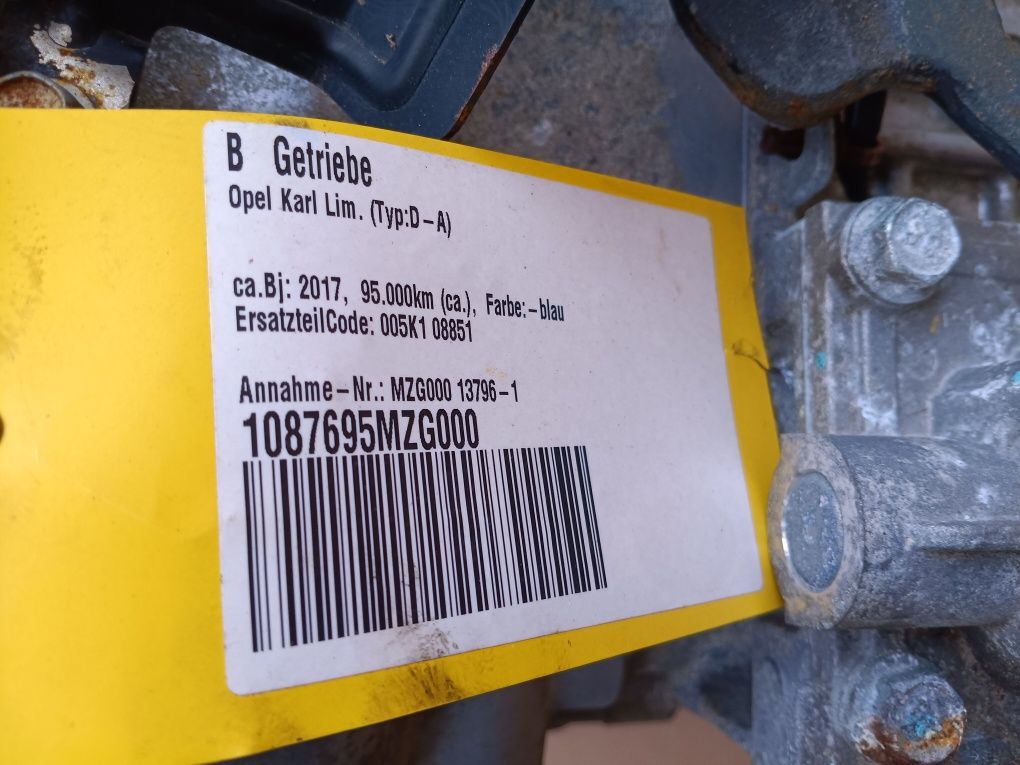 B Getriebe
Opel Karl Lim. (Typ:D-A)
ca.Bj: 2017, 95.000km (ca.), Farbe:-blau
ErsatzteilCode: 005K1 08851
Annahme-Nr.: MZG000 13796-1
1087695MZG000